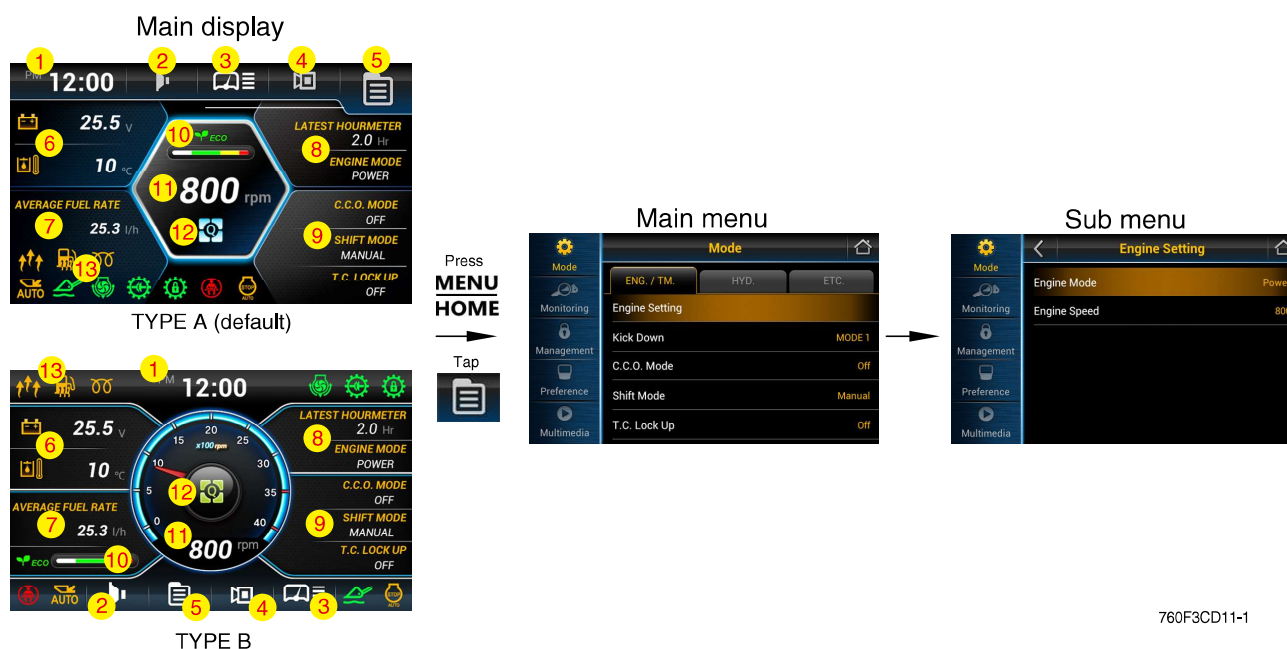 Main display
1
2
3
4
5
PM 12:00
6
25.5 V
10 °C
10
ECO
11
800 rpm
12
LATEST HOURMETER
2.0 Hr
8
ENGINE MODE
POWER
AVERAGE FUEL RATE
7
25.3 l/h
C.C.O. MODE
OFF
9
SHIFT MODE
MANUAL
T.C. LOCK UP
OFF
13
AUTO
STOP
AUTO
TYPE A (default)
13
1
12:00
6
25.5 V
10 °C
0
5
10
15
20
25
30
35
40
x100 rpm
12
11
800 rpm
LATEST HOURMETER
2.0 Hr
8
ENGINE MODE
POWER
AVERAGE FUEL RATE
7
25.3 l/h
ECO
10
C.C.O. MODE
OFF
9
SHIFT MODE
MANUAL
T.C. LOCK UP
OFF
AUTO
2
5
4
3
STOP
AUTO
TYPE B
Press
MENU
HOME
Tap
Main menu
Mode
Monitoring
Management
Preference
Multimedia
Mode
ENG. / TM.
HYD.
ETC.
Engine Setting
Kick Down MODE 1
C.C.O. Mode Off
Shift Mode Manual
T.C. Lock Up Off
Sub menu
Mode
Monitoring
Management
Preference
Multimedia
Engine Setting
Engine Mode
Engine Speed
760F3CD11-1